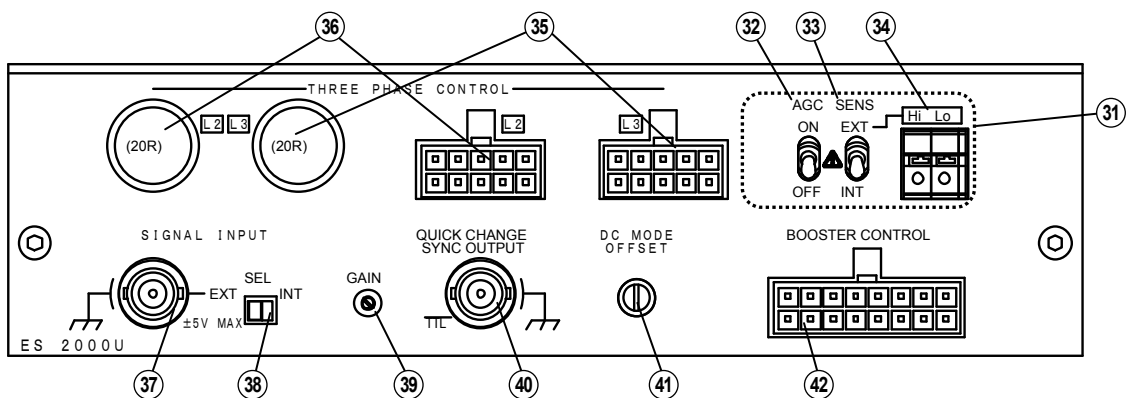 36 35 32 33 34
THREE PHASE CONTROL
AGC SENS
Hi Lo
31
L2 L3
L2
L3
ON EXT
(20R) (20R)
OFF INT
SIGNAL INPUT
QUICK CHANGE
SYNC OUTPUT
DC MODE
OFFSET
BOOSTER CONTROL
SEL
GAIN
EXT INT
±5V MAX
TTL
ES 2000U
37 38 39 40 41 42